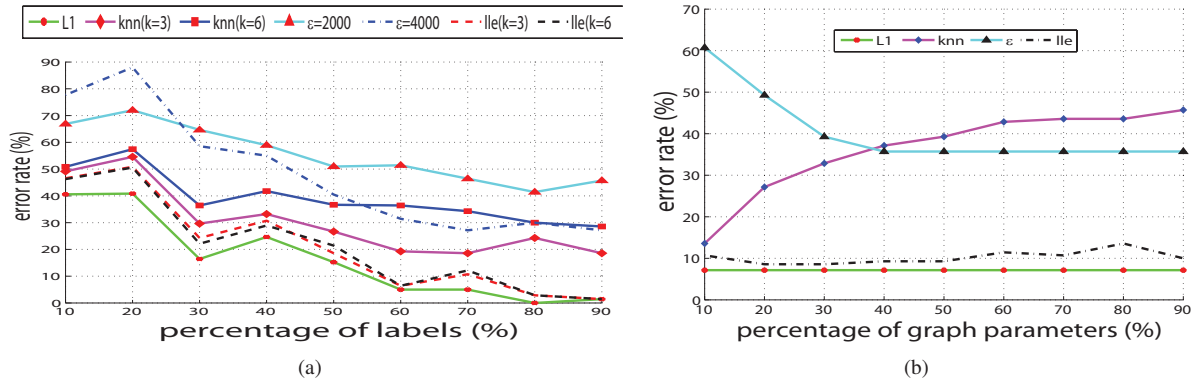 L1 knn(k=3) knn(k=6) ε=2000 ε=4000 lle(k=3) lle(k=6
90
80
70
60
50
40
30
20
10
0
error rate (%)
10 20 30 40 50 60 70 80 90
percentage of labels (%)
(a)
70
60
50
40
30
20
10
0
error rate (%)
L1 knn ε lle
10 20 30 40 50 60 70 80 90
percentage of graph parameters (%)
(b)